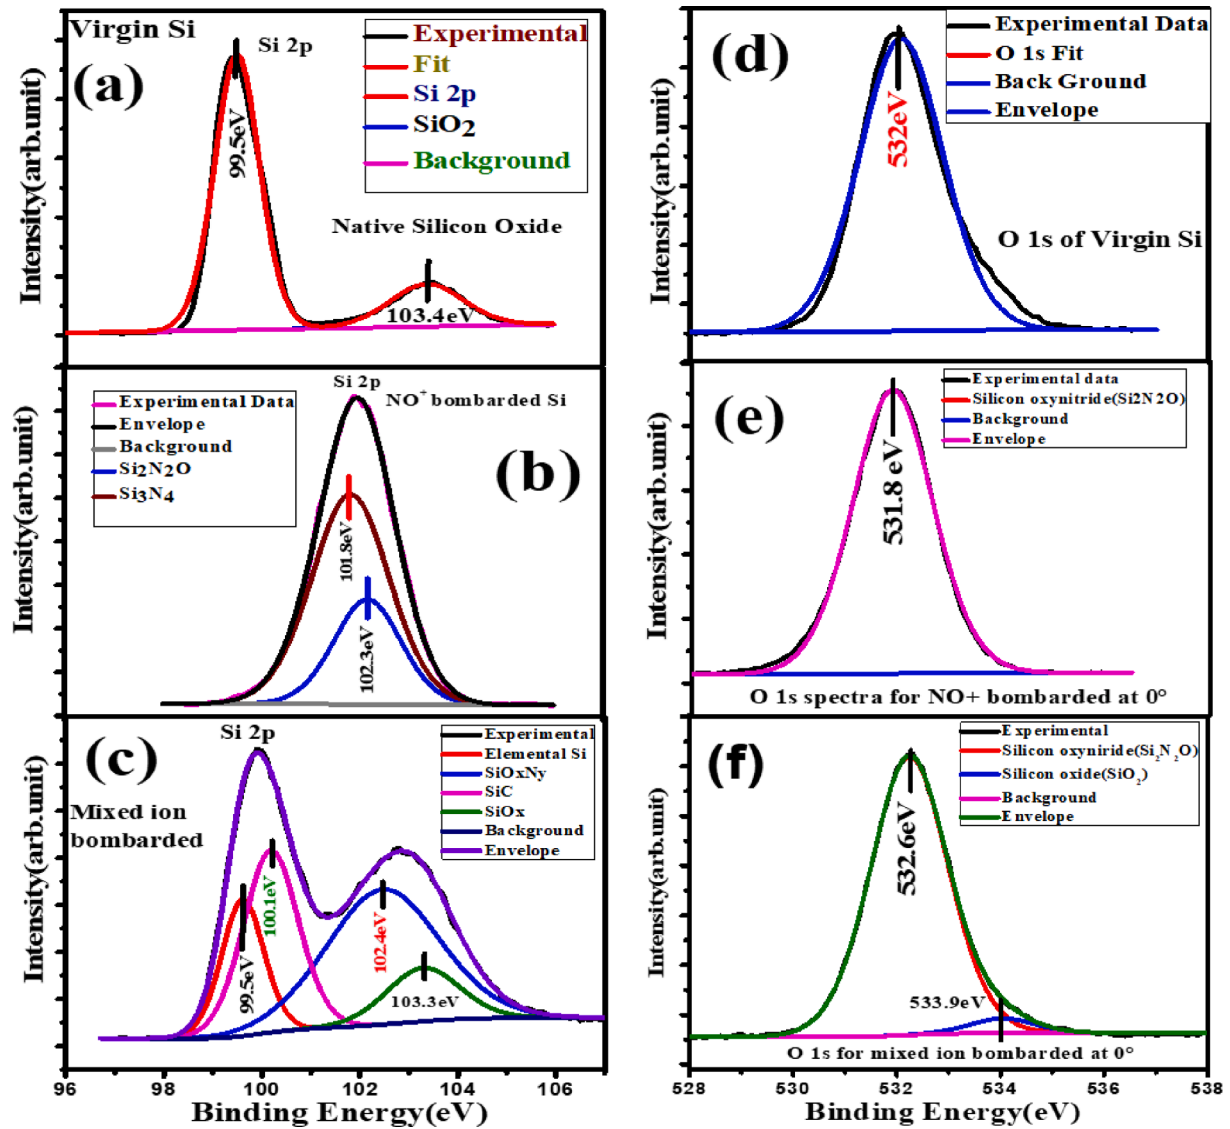 Virgin Si
(a)
Si 2p
99.5eV
Experimental
Fit
Si 2p
SiO2
Background
Native Silicon Oxide
103.4eV
Intensity(arb.unit)
(b)
Si 2p
NO+ bombarded Si
Experimental Data
Envelope
Background
Si2N2O
Si3N4
101.8eV
102.3eV
Intensity(arb.unit)
(c)
Si 2p
Mixed ion
bombarded
Experimental
Elemental Si
SiOxNy
SiC
SiOx
Background
Envelope
99.5eV
100.1eV
102.4eV
103.3eV
Intensity(arb.unit)
96 98 100 102 104 106
Binding Energy(eV)
(d)
532eV
Experimental Data
O 1s Fit
Back Ground
Envelope
O 1s of Virgin Si
Intensity(arb.unit)
(e)
531.8 eV
Experimental data
Silicon oxynitride(Si2N2O)
Background
Envelope
O 1s spectra for NO+ bombarded at 0°
Intensity(arb.unit)
(f)
532.6eV
Experimental
Silicon oxyniride(Si2N2O)
Silicon oxide(SiO2)
Background
Envelope
533.9eV
O 1s for mixed ion bombarded at 0°
Intensity(arb.unit)
528 530 532 534 536 538
Binding Energy(eV)